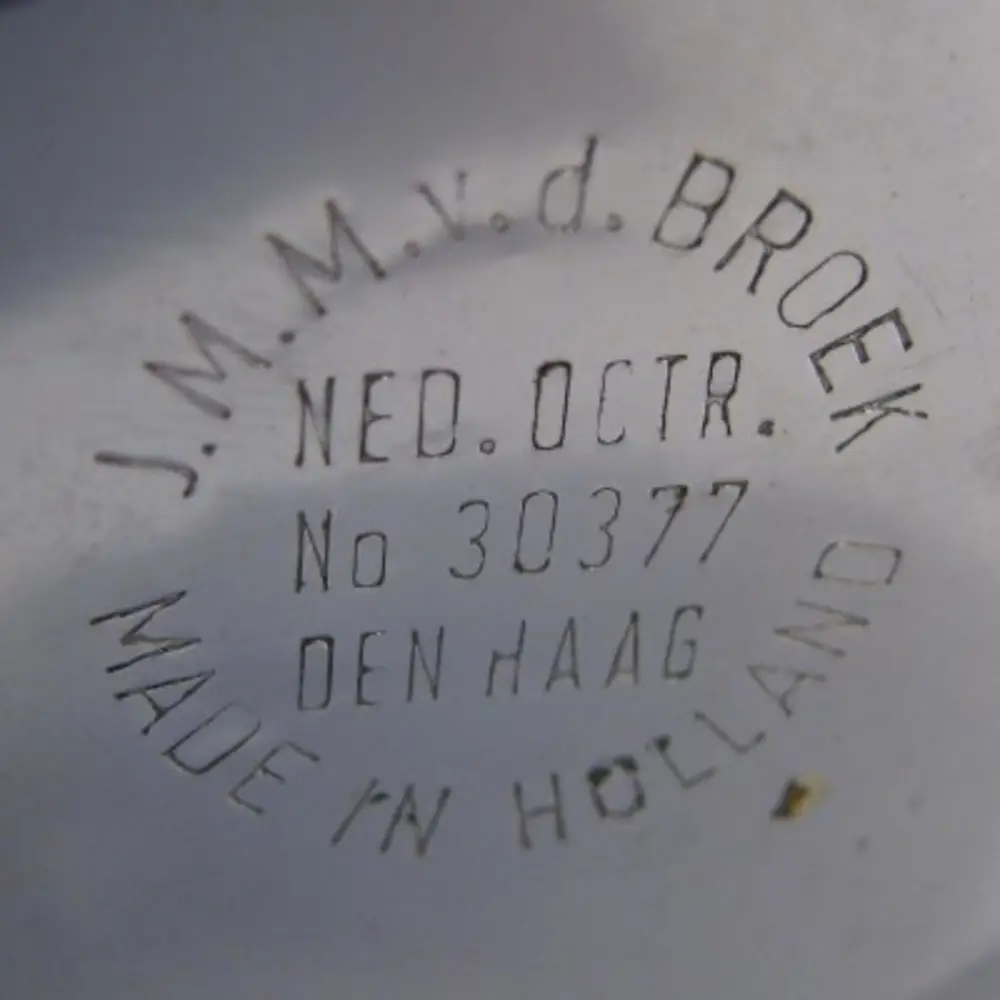 J.M.M.v.d. BROEK
NED. OCTR.
No 30377
DEN HAAG
MADE IN HOLLAND